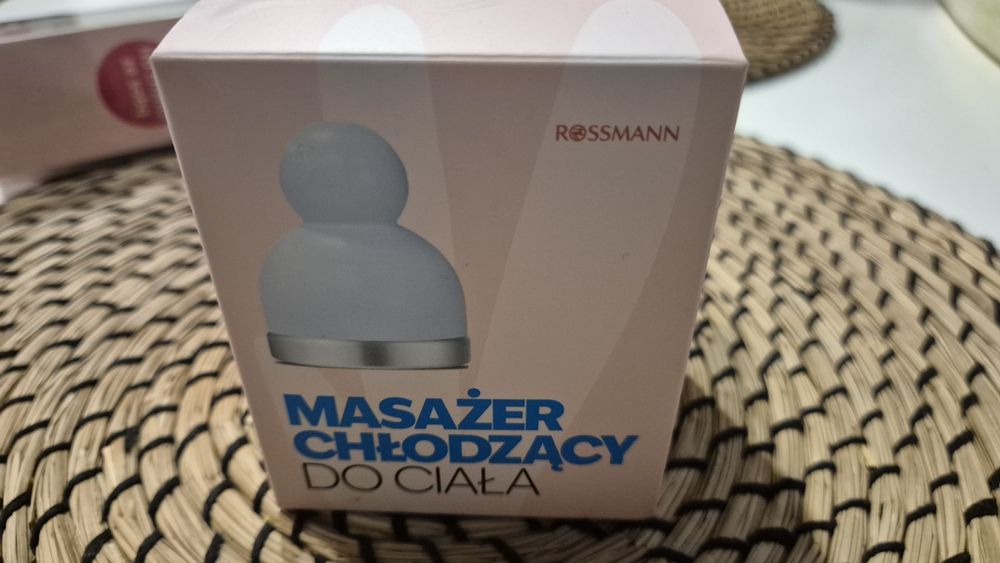 ROSSMANN
MASAŻER
CHŁODZĄCY
DO CIAŁA